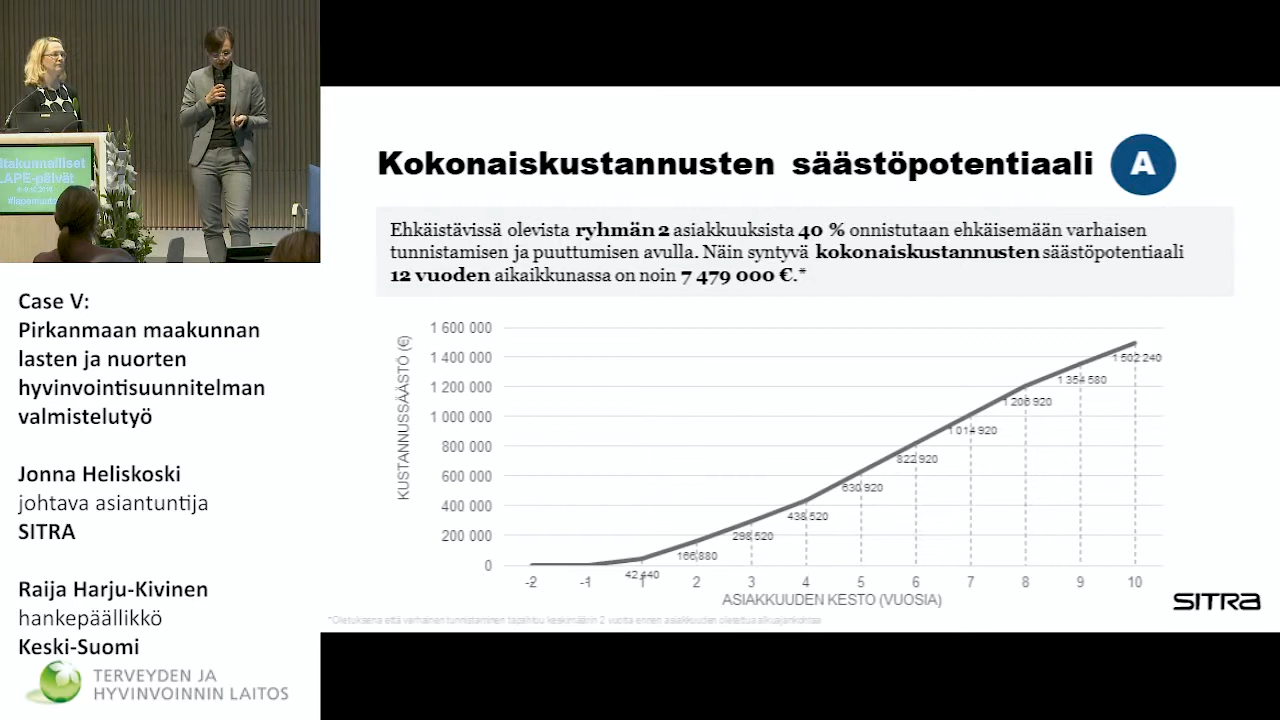 ltakunnalliset
LAPE-päivät
Case V:
Pirkanmaan maakunnan
lasten ja nuorten
hyvinvointisuunnitelman
valmistelutyö
Jonna Heliskoski
johtava asiantuntija
SITRA
Raija Harju-Kivinen
hankepäällikkö
Keski-Suomi
TERVEYDEN JA
HYVINVOINNIN LAITOS
Kokonaiskustannusten säästöpotentiaali A
Ehkäistävissä olevista ryhmän 2 asiakkuuksista 40 % onnistutaan ehkäisemään varhaisen
tunnistamisen ja puuttumisen avulla. Näin syntyvä kokonaiskustannusten säästöpotentiaali
12 vuoden aikaikkunassa on noin 7 479 000 €.*
KUSTANNUSSÄÄSTÖ (€)
1 600 000
1 400 000
1 200 000
1 000 000
800 000
600 000
400 000
200 000
0
42 440
166 880
298 520
438 520
630 920
822 920
1 014 920
1 206 920
1 354 580
1 502 240
-2 -1 1 2 3 4 5 6 7 8 9 10
ASIAKKUUDEN KESTO (VUOSIA)
SITRA
*Oletuksena että varhainen tunnistaminen tapahtuu keskimäärin 2 vuotta ennen asiakkuuden oletettua alkuajankohtaa